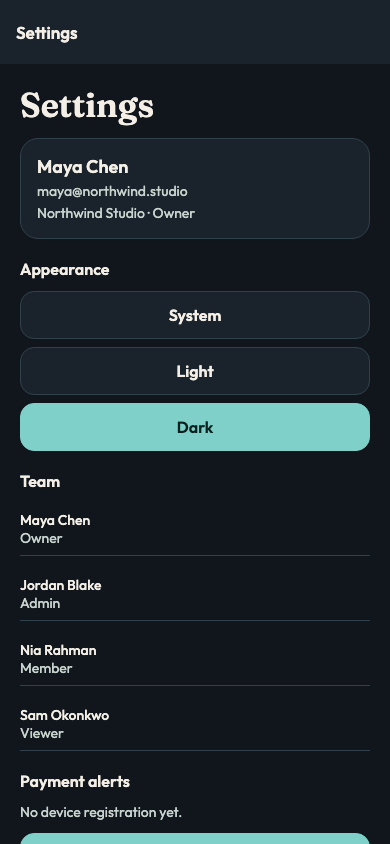 Settings
Settings
Maya Chen
maya@northwind.studio
Northwind Studio · Owner
Appearance
System
Light
Dark
Team
Maya Chen
Owner
Jordan Blake
Admin
Nia Rahman
Member
Sam Okonkwo
Viewer
Payment alerts
No device registration yet.